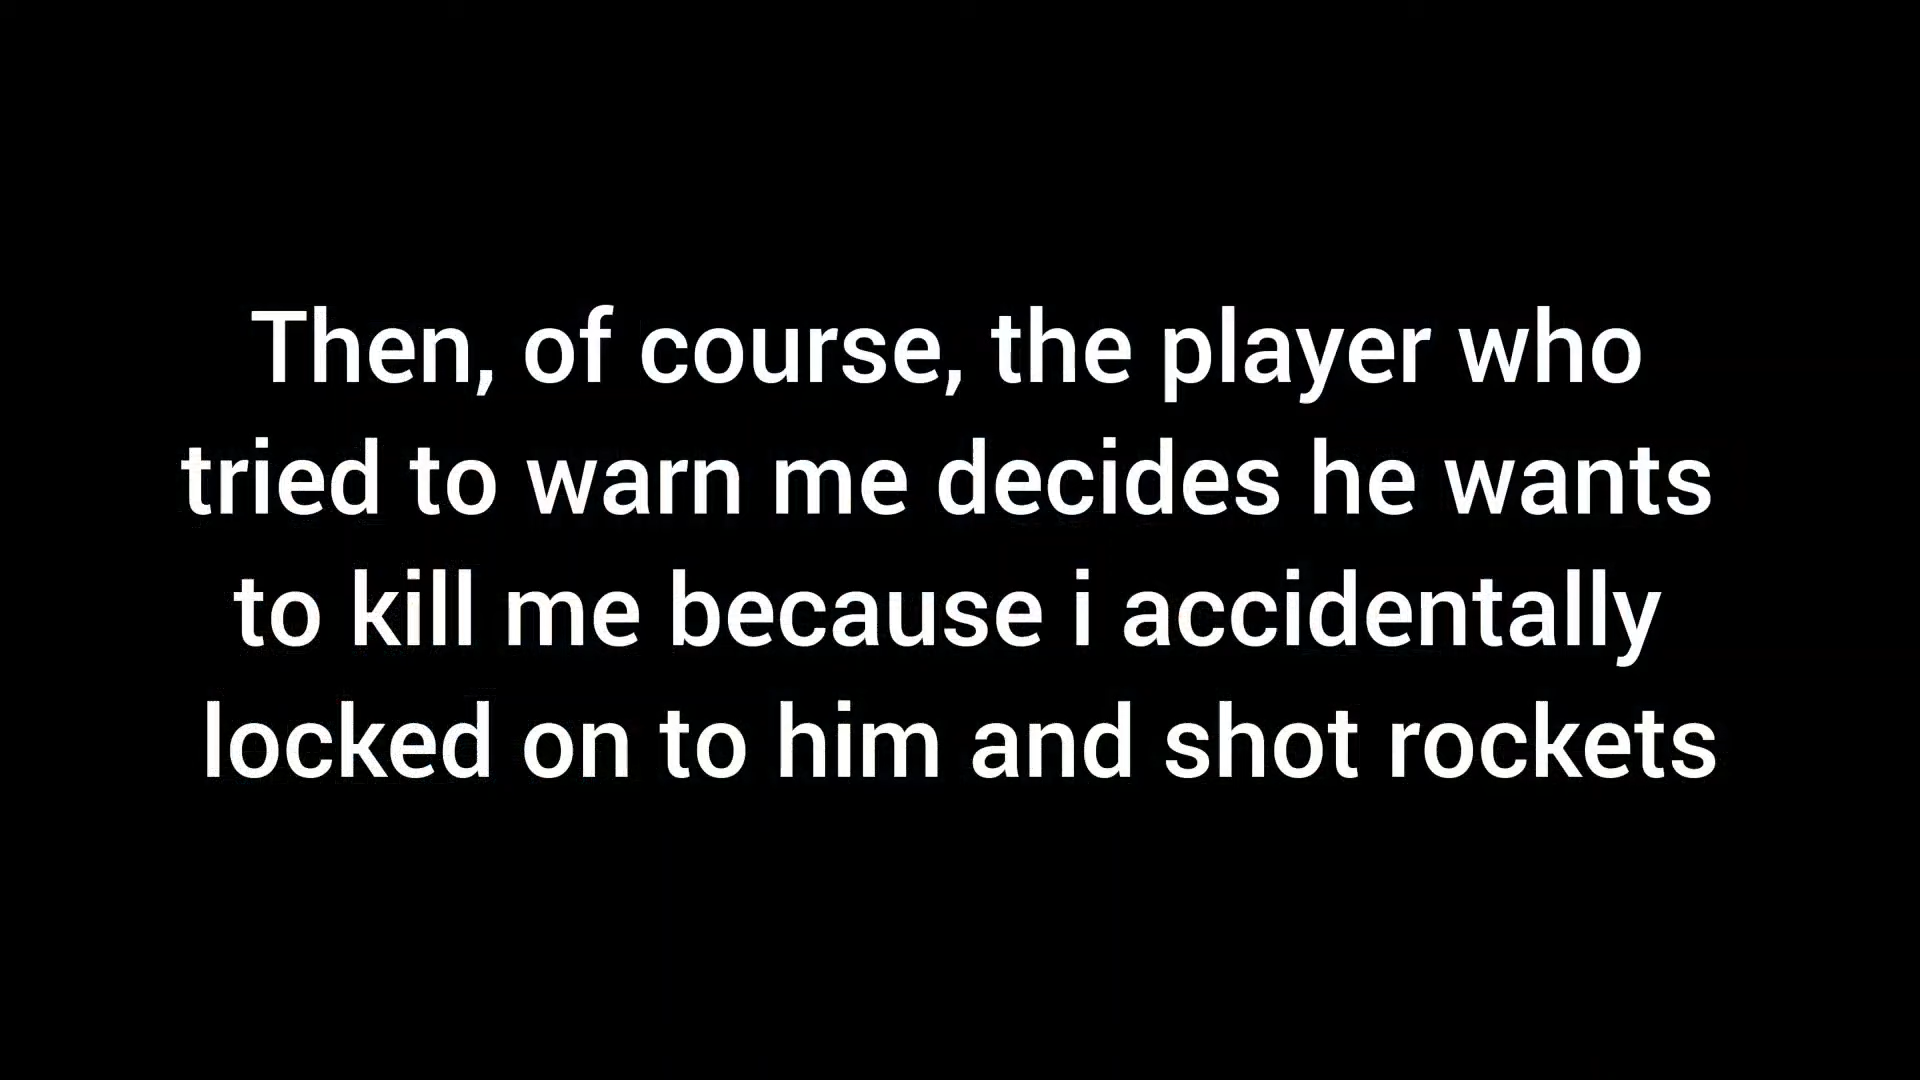 Then, of course, the player who
tried to warn me decides he wants
to kill me because i accidentally
locked on to him and shot rockets